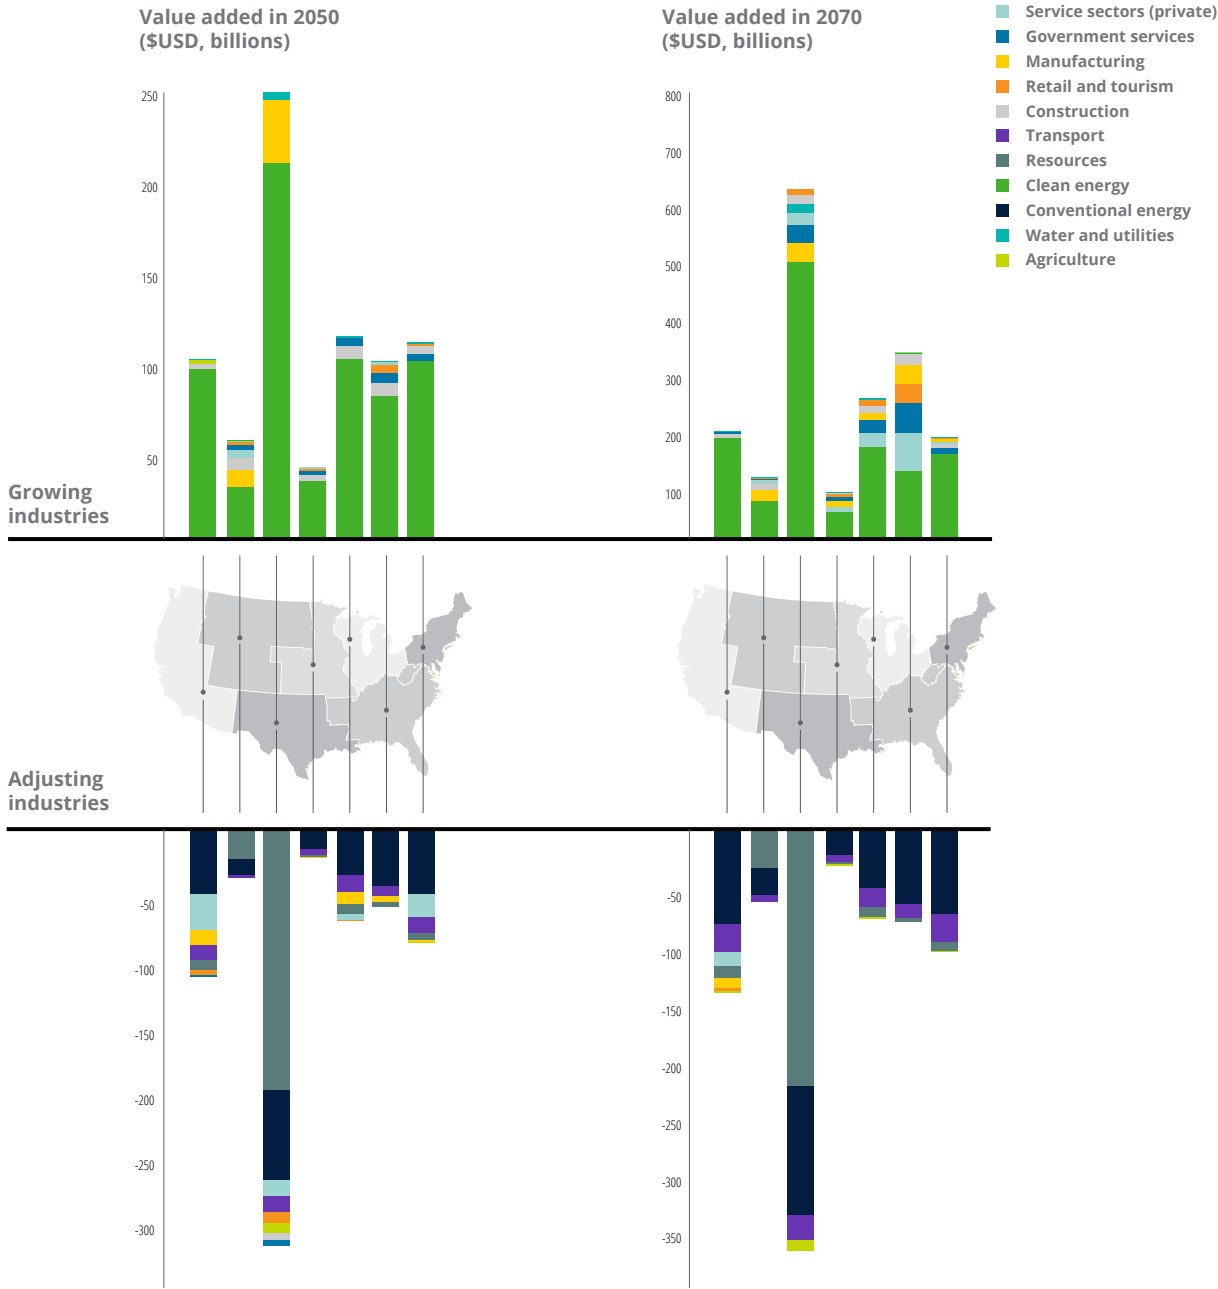 Value added in 2050
($USD, billions)
250
200
150
100
50
Growing
industries
Adjusting
industries
-50
-100
-150
-200
-250
-300
Value added in 2070
($USD, billions)
800
700
600
500
400
300
200
100
-50
-100
-150
-200
-250
-300
-350
Service sectors (private)
Government services
Manufacturing
Retail and tourism
Construction
Transport
Resources
Clean energy
Conventional energy
Water and utilities
Agriculture